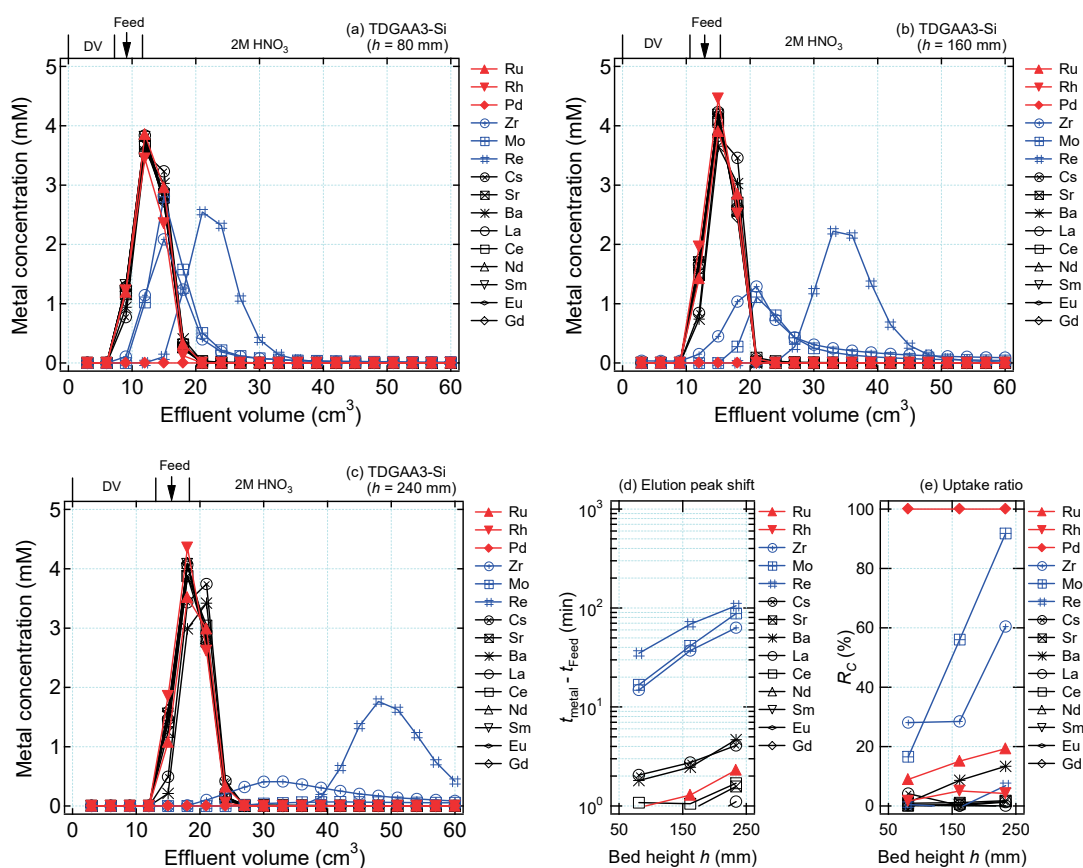 Feed
DV
2M HNO3
(a) TDGAA3-Si
(h = 80 mm)
Metal concentration (mM)
5
4
3
2
1
0
0 10 20 30 40 50 60
Effluent volume (cm3)
Ru
Rh
Pd
Zr
Mo
Re
Cs
Sr
Ba
La
Ce
Nd
Sm
Eu
Gd
Feed
DV
2M HNO3
(b) TDGAA3-Si
(h = 160 mm)
Metal concentration (mM)
5
4
3
2
1
0
0 10 20 30 40 50 60
Effluent volume (cm3)
Ru
Rh
Pd
Zr
Mo
Re
Cs
Sr
Ba
La
Ce
Nd
Sm
Eu
Gd
Feed
DV
2M HNO3
(c) TDGAA3-Si
(h = 240 mm)
Metal concentration (mM)
5
4
3
2
1
0
0 10 20 30 40 50 60
Effluent volume (cm3)
Ru
Rh
Pd
Zr
Mo
Re
Cs
Sr
Ba
La
Ce
Nd
Sm
Eu
Gd
(d) Elution peak shift
tmetal - tFeed (min)
103
102
101
100
50 150 250
Bed height h (mm)
Ru
Rh
Zr
Mo
Re
Cs
Sr
Ba
La
Ce
Nd
Sm
Eu
Gd
(e) Uptake ratio
RC (%)
100
80
60
40
20
0
50 150 250
Bed height h (mm)
Ru
Rh
Pd
Zr
Mo
Re
Cs
Sr
Ba
La
Ce
Nd
Sm
Eu
Gd